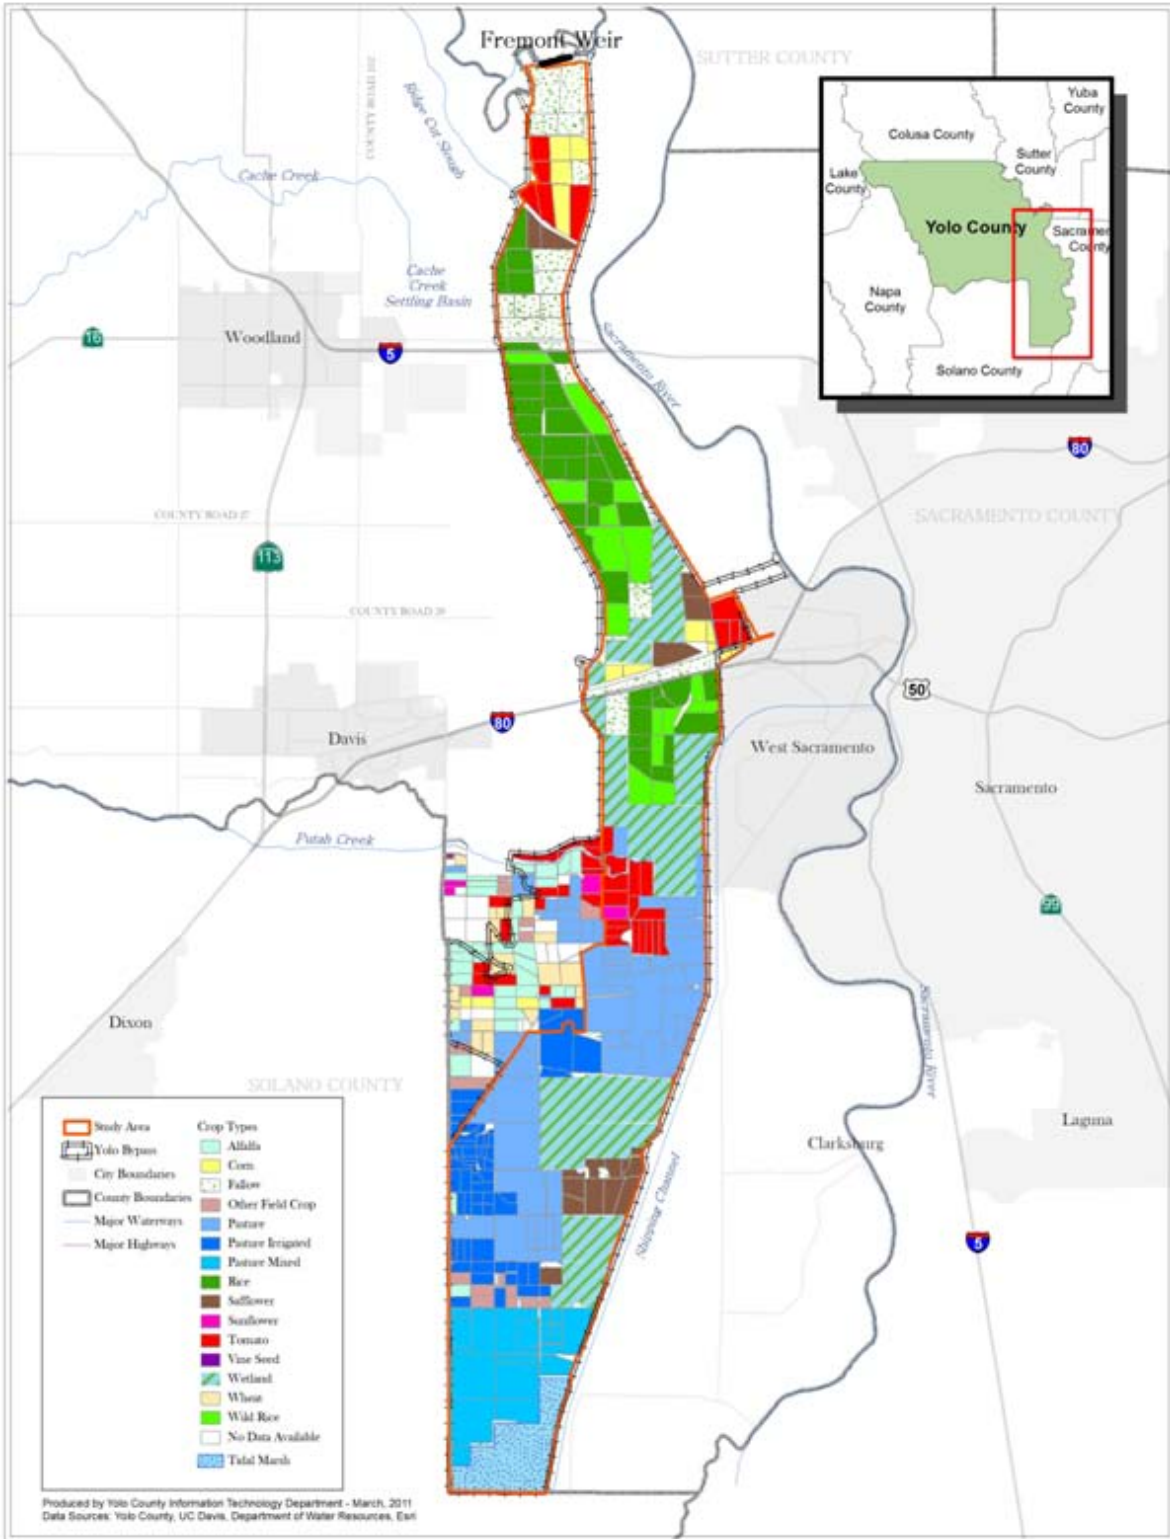 Fremont Weir
SUTTER COUNTY
COUNTY ROAD 102
Ridge Cut Slough
Cache Creek
Cache
Creek
Settling Basin
Woodland
16
5
Sacramento River
Yuba
County
Colusa County
Sutter
County
Lake
County
Yolo County
Sacramen
County
Napa
County
Solano County
80
COUNTY ROAD 27
SACRAMENTO COUNTY
113
50
80
Davis
West Sacramento
Sacramento
Putah Creek
99
Dixon
Sacramento River
SOLANO COUNTY
Laguna
Clarksburg
Shipping Channel
5
Study Area
Yolo Bypass
City Boundaries
County Boundaries
Major Waterways
Major Highways
Crop Types
Alfalfa
Corn
Fallow
Other Field Crop
Pasture
Pasture Irrigated
Pasture Mixed
Rice
Safflower
Sunflower
Tomato
Vine Seed
Wetland
Wheat
Wild Rice
No Data Available
Tidal Marsh
Produced by Yolo County Information Technology Department - March, 2011
Data Sources: Yolo County, UC Davis, Department of Water Resources, Esri